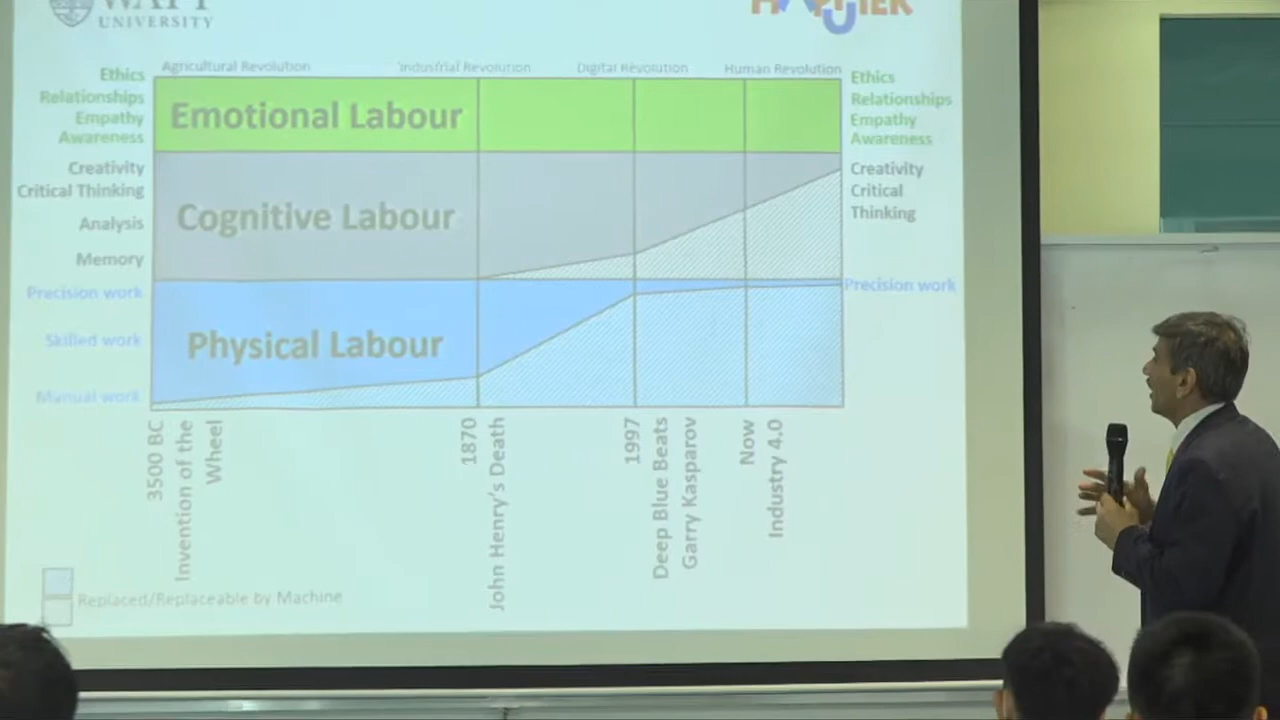 WATT
UNIVERSITY
HAPPIER
Agricultural Revolution
Industrial Revolution
Digital Revolution
Human Revolution
Ethics
Relationships
Empathy
Awareness
Creativity
Critical Thinking
Analysis
Memory
Precision work
Skilled work
Manual work
Emotional Labour
Cognitive Labour
Physical Labour
Ethics
Relationships
Empathy
Awareness
Creativity
Critical
Thinking
Precision work
3500 BC
Invention of the
Wheel
1870
John Henry's Death
1997
Deep Blue Beats
Garry Kasparov
Now
Industry 4.0
Replaced/Replaceable by Machine